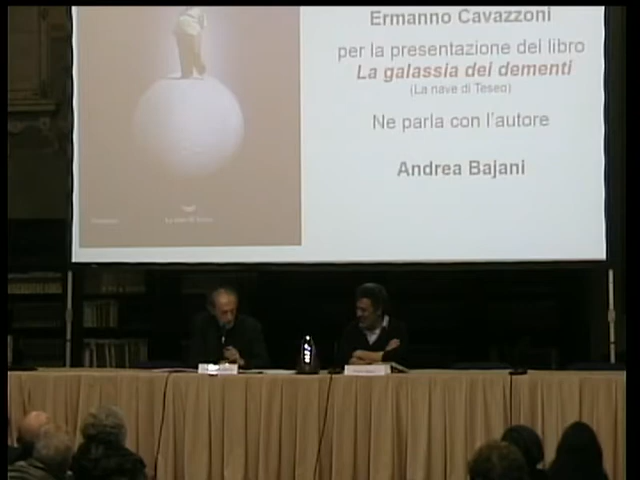 Ermanno Cavazzoni
per la presentazione del libro
La galassia dei dementi
(La nave di Teseo)
Ne parla con l'autore
Andrea Bajani